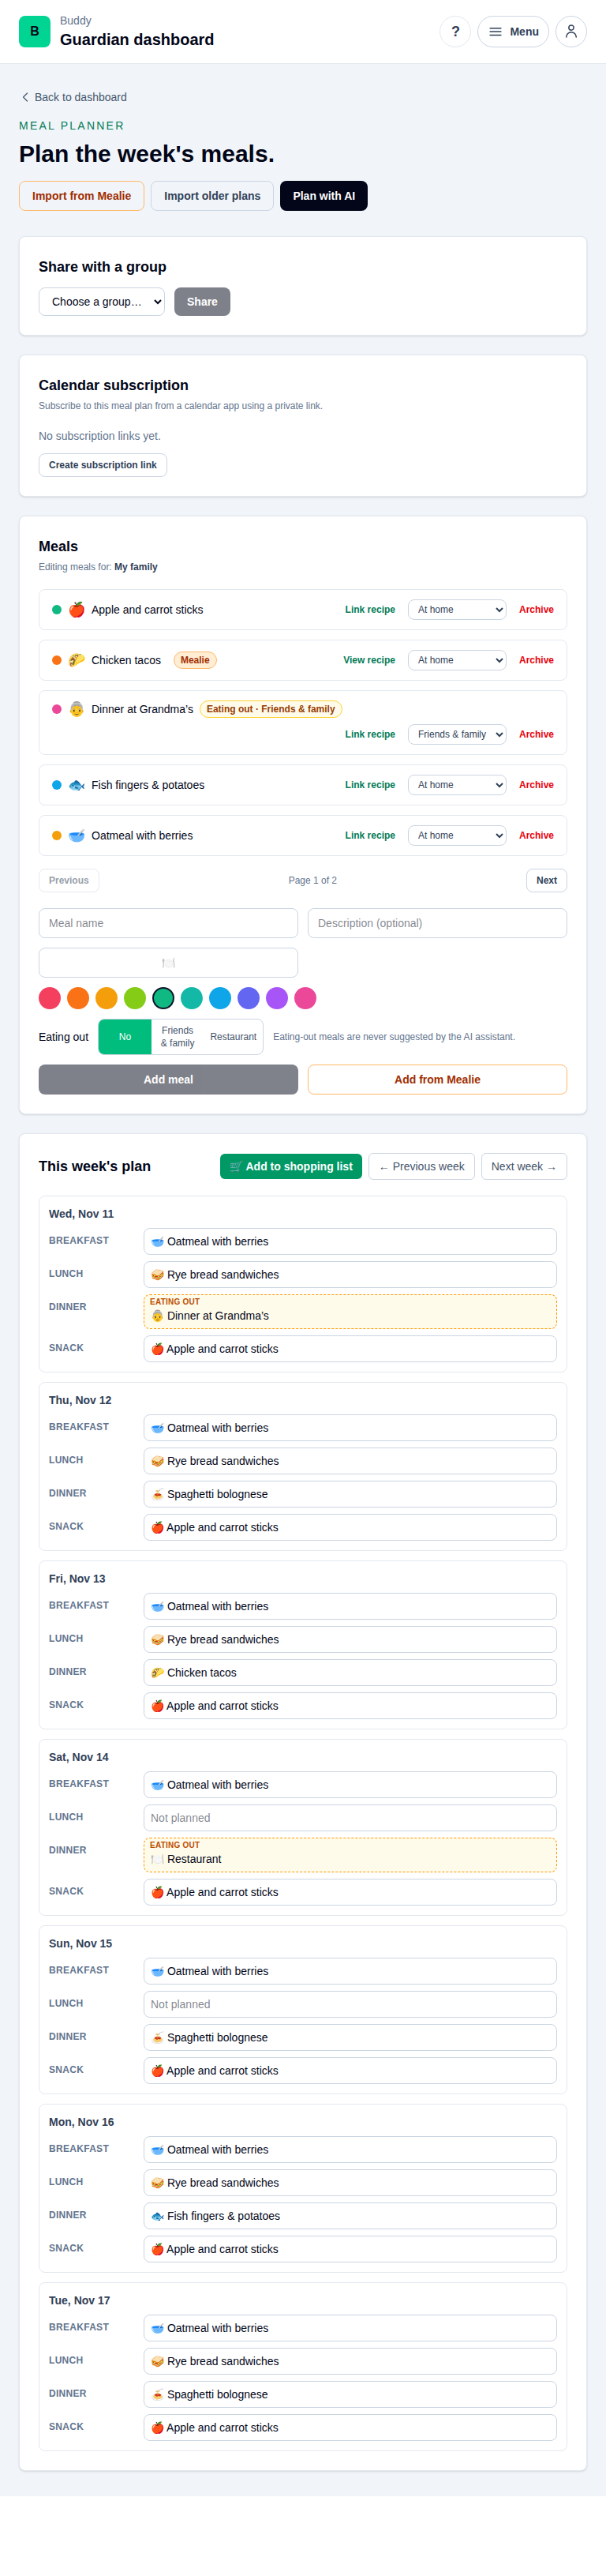 B
Buddy
Guardian dashboard
?
Menu
Back to dashboard
MEAL PLANNER
Plan the week's meals.
Import from Mealie
Import older plans
Plan with AI
Share with a group
Choose a group…
Share
Calendar subscription
Subscribe to this meal plan from a calendar app using a private link.
No subscription links yet.
Create subscription link
Meals
Editing meals for: My family
Apple and carrot sticks
Link recipe
At home
Archive
Chicken tacos
Mealie
View recipe
At home
Archive
Dinner at Grandma's
Eating out · Friends & family
Link recipe
Friends & family
Archive
Fish fingers & potatoes
Link recipe
At home
Archive
Oatmeal with berries
Link recipe
At home
Archive
Previous
Page 1 of 2
Next
Meal name
Description (optional)
Eating out
No
Friends
& family
Restaurant
Eating-out meals are never suggested by the AI assistant.
Add meal
Add from Mealie
This week's plan
Add to shopping list
← Previous week
Next week →
Wed, Nov 11
BREAKFAST
Oatmeal with berries
LUNCH
Rye bread sandwiches
DINNER
EATING OUT
Dinner at Grandma's
SNACK
Apple and carrot sticks
Thu, Nov 12
BREAKFAST
Oatmeal with berries
LUNCH
Rye bread sandwiches
DINNER
Spaghetti bolognese
SNACK
Apple and carrot sticks
Fri, Nov 13
BREAKFAST
Oatmeal with berries
LUNCH
Rye bread sandwiches
DINNER
Chicken tacos
SNACK
Apple and carrot sticks
Sat, Nov 14
BREAKFAST
Oatmeal with berries
LUNCH
Not planned
DINNER
EATING OUT
Restaurant
SNACK
Apple and carrot sticks
Sun, Nov 15
BREAKFAST
Oatmeal with berries
LUNCH
Not planned
DINNER
Spaghetti bolognese
SNACK
Apple and carrot sticks
Mon, Nov 16
BREAKFAST
Oatmeal with berries
LUNCH
Rye bread sandwiches
DINNER
Fish fingers & potatoes
SNACK
Apple and carrot sticks
Tue, Nov 17
BREAKFAST
Oatmeal with berries
LUNCH
Rye bread sandwiches
DINNER
Spaghetti bolognese
SNACK
Apple and carrot sticks